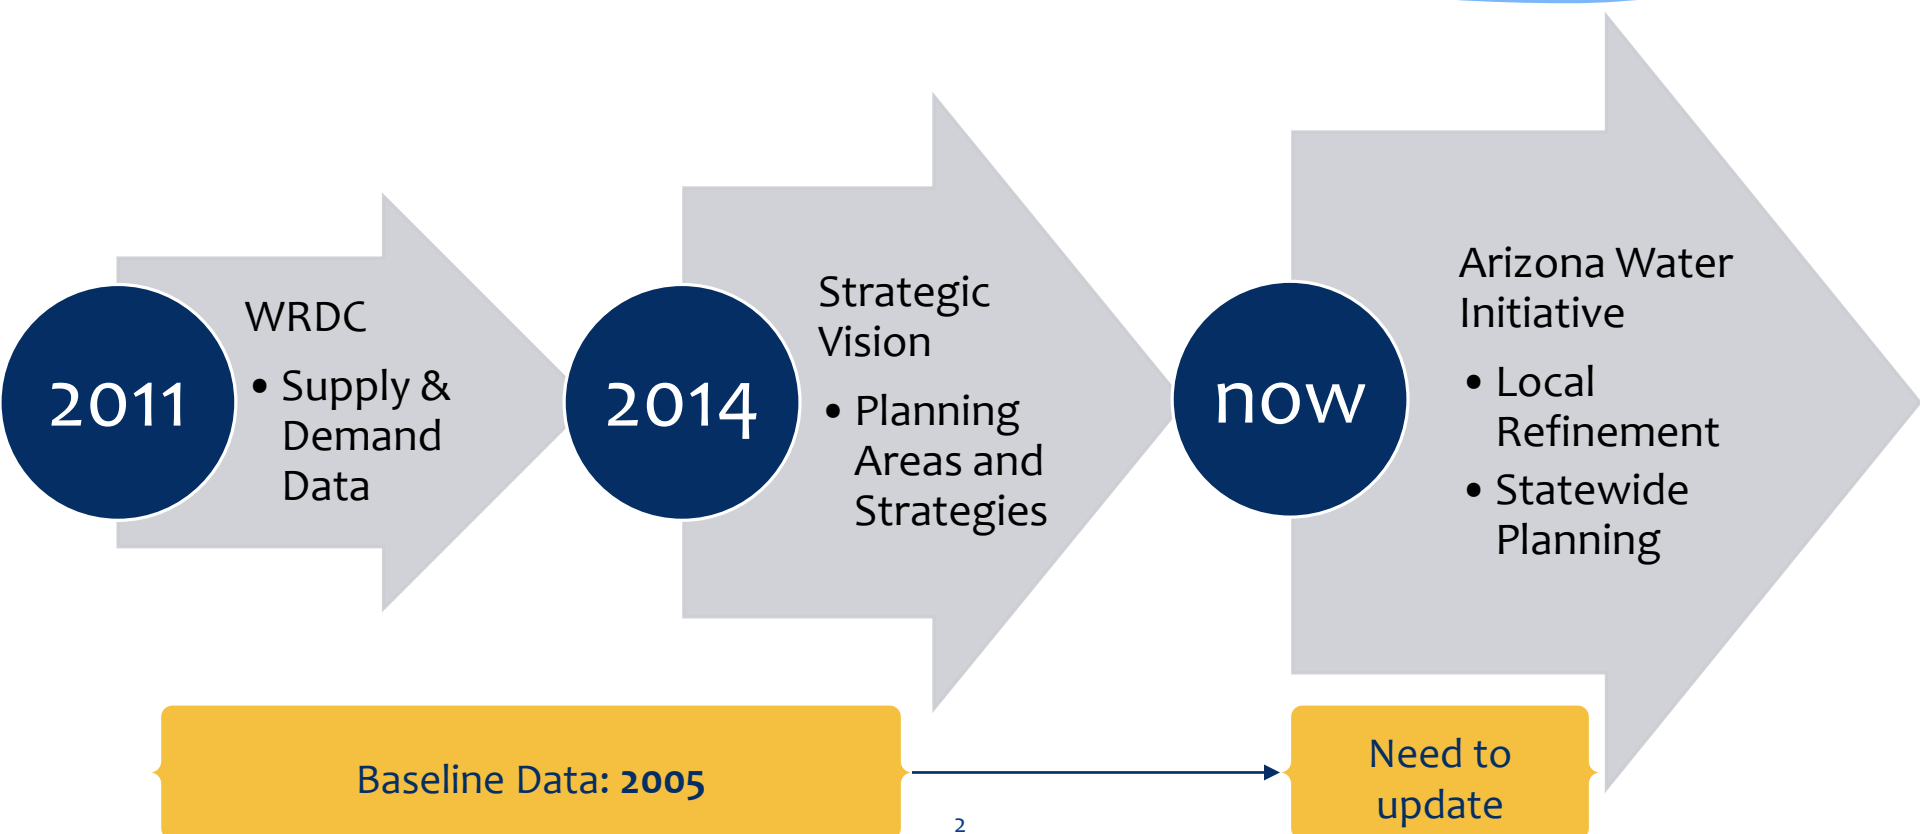 2011
WRDC
• Supply &
Demand
Data
2014
Strategic
Vision
• Planning
Areas and
Strategies
now
Arizona Water
Initiative
• Local
Refinement
• Statewide
Planning
Baseline Data: 2005
Need to
update
2